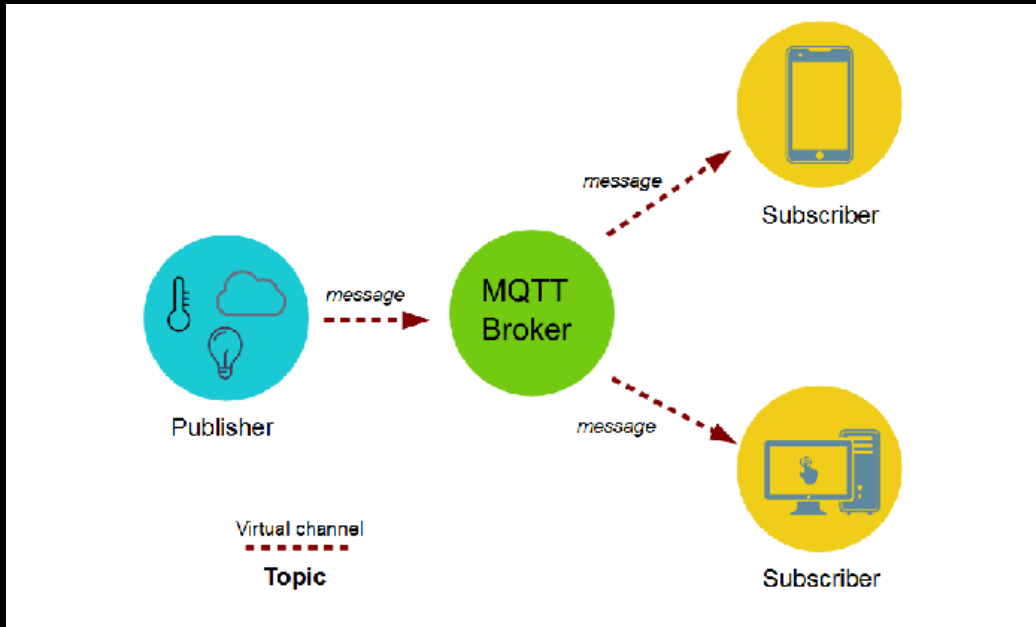 message
Subscriber
message
MQTT
Broker
Publisher
message
Subscriber
Virtual channel
Topic